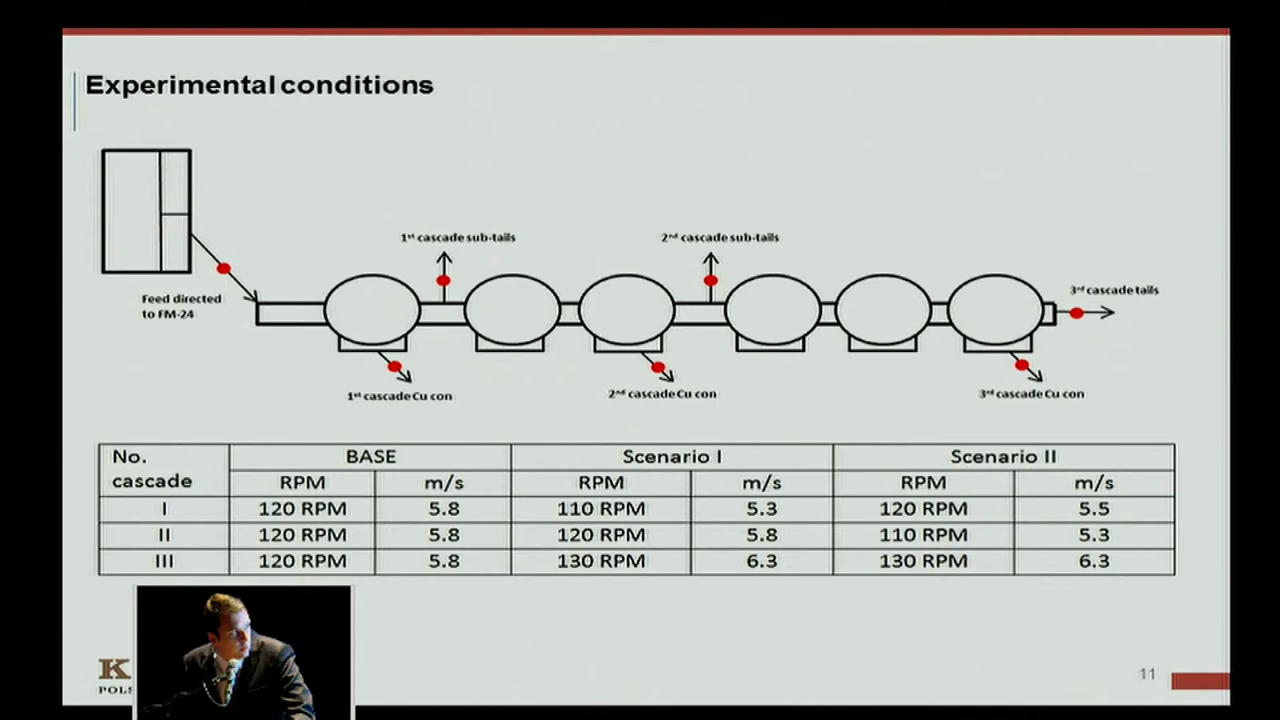 Experimental conditions
1st cascade sub-tails
2nd cascade sub-tails
3rd cascade tails
Feed directed
to FM-24
1st cascade Cu con
2nd cascade Cu con
3rd cascade Cu con
No. cascade BASE Scenario I Scenario II
RPM m/s RPM m/s RPM m/s
I 120 RPM 5.8 110 RPM 5.3 120 RPM 5.5
II 120 RPM 5.8 120 RPM 5.8 110 RPM 5.3
III 120 RPM 5.8 130 RPM 6.3 130 RPM 6.3
K
POLS
11